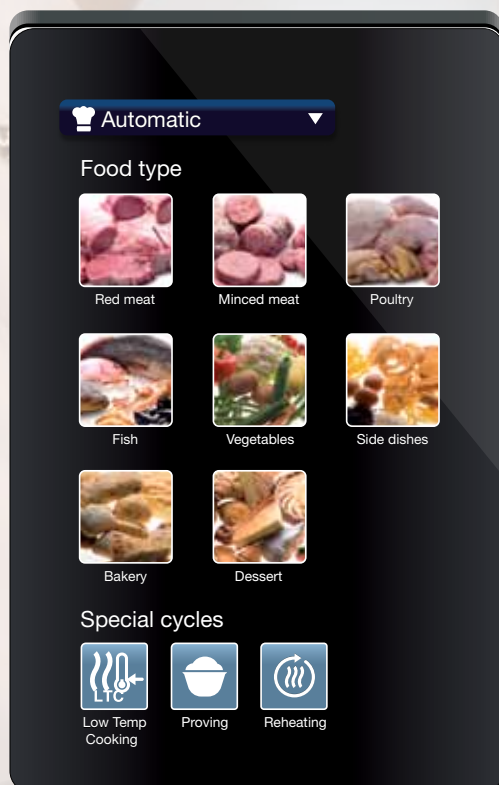 Automatic
Food type
Red meat
Minced meat
Poultry
Fish
Vegetables
Side dishes
Bakery
Dessert
Special cycles
LTC
Low Temp
Cooking
Proving
Reheating